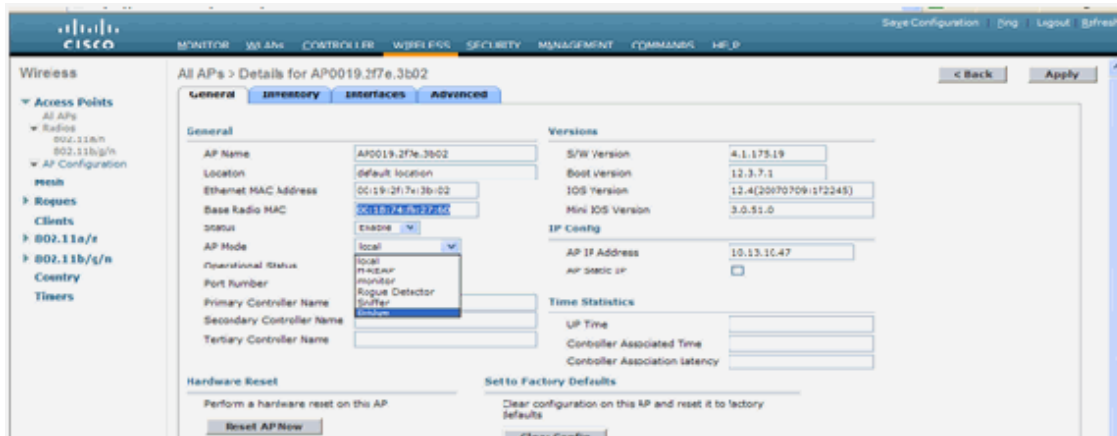 Save Configuration Ping Logout Refresh
CISCO
MONITOR WLANs CONTROLLER WIRELESS SECURITY MANAGEMENT COMMANDS HELP
Wireless
All APs > Details for AP0019.2f7e.3b02
< Back
Apply
Access Points
All APs
Radios
802.11a/n
802.11b/g/n
AP Configuration
Mesh
Rogues
Clients
802.11a/n
802.11b/g/n
Country
Timers
General Inventory Interfaces Advanced
General
AP Name AP0019.2f7e.3b02
Location default location
Ethernet MAC Address 00:19:2f:7e:3b:02
Base Radio MAC
Status Enable
AP Mode local
local
H-REAP
monitor
Rogue Detector
Sniffer
Bridge
Operational Status
Port Number
Primary Controller Name
Secondary Controller Name
Tertiary Controller Name
Versions
S/W Version 4.1.175.19
Boot Version 12.3.7.1
IOS Version
Mini IOS Version 3.0.51.0
IP Config
AP IP Address 10.13.10.47
AP Static IP
Time Statistics
UP Time
Controller Associated Time
Controller Association Latency
Hardware Reset
Perform a hardware reset on this AP
Reset AP Now
Set to Factory Defaults
Clear configuration on this AP and reset it to factory
defaults
Clear Config